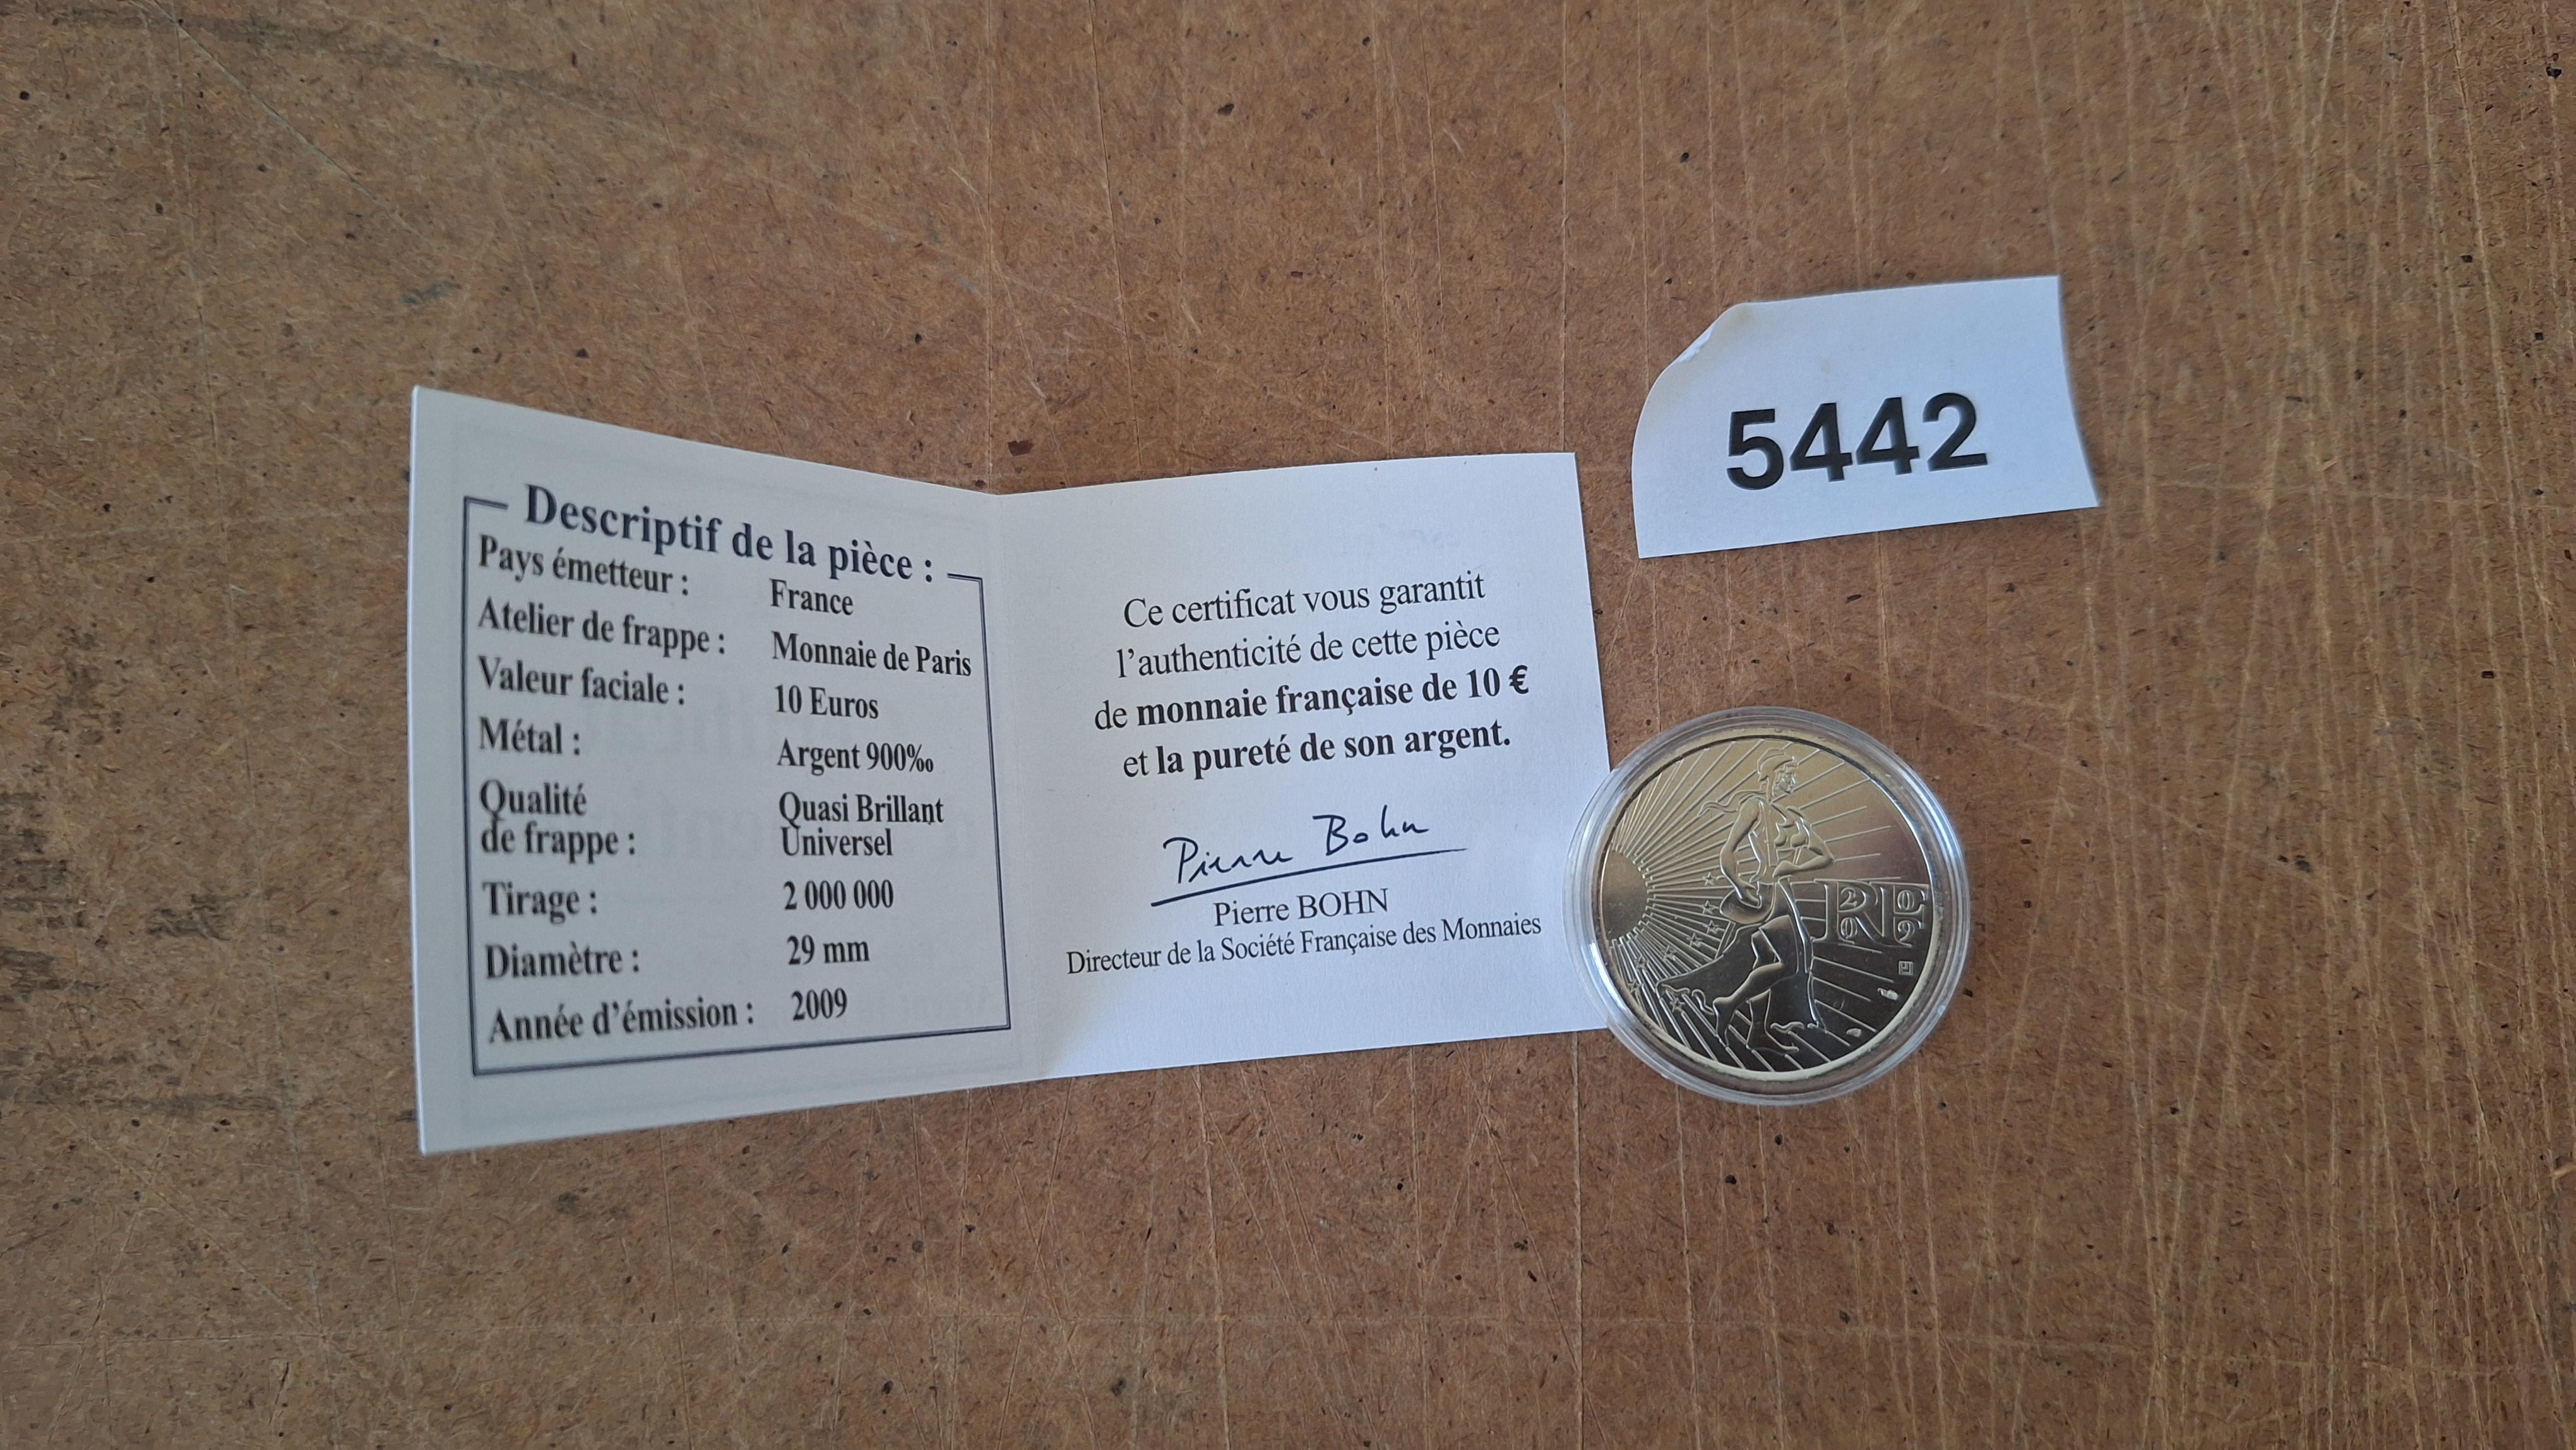 Descriptif de la pièce :
Pays émetteur : France
Atelier de frappe : Monnaie de Paris
Valeur faciale : 10 Euros
Métal : Argent 900‰
Qualité
de frappe : Quasi Brillant
Universel
Tirage : 2 000 000
Diamètre : 29 mm
Année d'émission : 2009
Ce certificat vous garantit
l'authenticité de cette pièce
de monnaie française de 10 €
et la pureté de son argent.
Pierre Bohn
Pierre BOHN
Directeur de la Société Française des Monnaies
5442
RF
2009